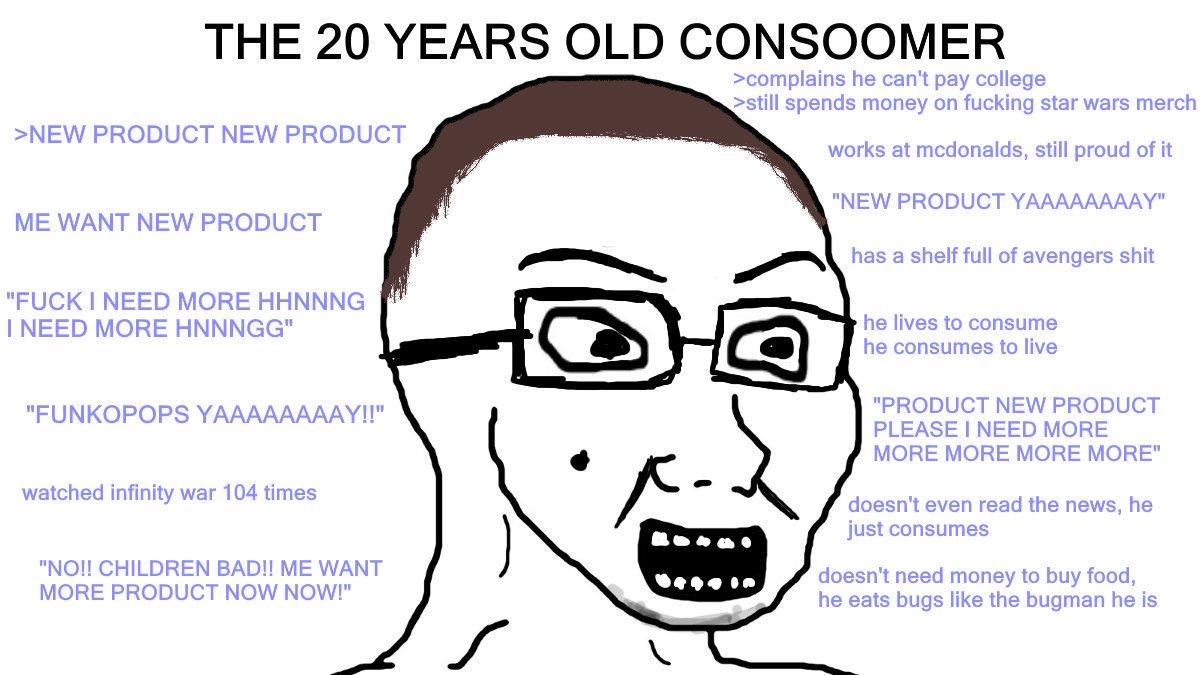 THE 20 YEARS OLD CONSOOMER
>NEW PRODUCT NEW PRODUCT
ME WANT NEW PRODUCT
"FUCK I NEED MORE HHNNNG
I NEED MORE HNNNGG"
"FUNKOPOPS YAAAAAAAAY!!"
watched infinity war 104 times
"NO!! CHILDREN BAD!! ME WANT
MORE PRODUCT NOW NOW!"
>complains he can't pay college
>still spends money on fucking star wars merch
works at mcdonalds, still proud of it
"NEW PRODUCT YAAAAAAAAY"
has a shelf full of avengers shit
he lives to consume
he consumes to live
"PRODUCT NEW PRODUCT
PLEASE I NEED MORE
MORE MORE MORE MORE"
doesn't even read the news, he
just consumes
doesn't need money to buy food,
he eats bugs like the bugman he is